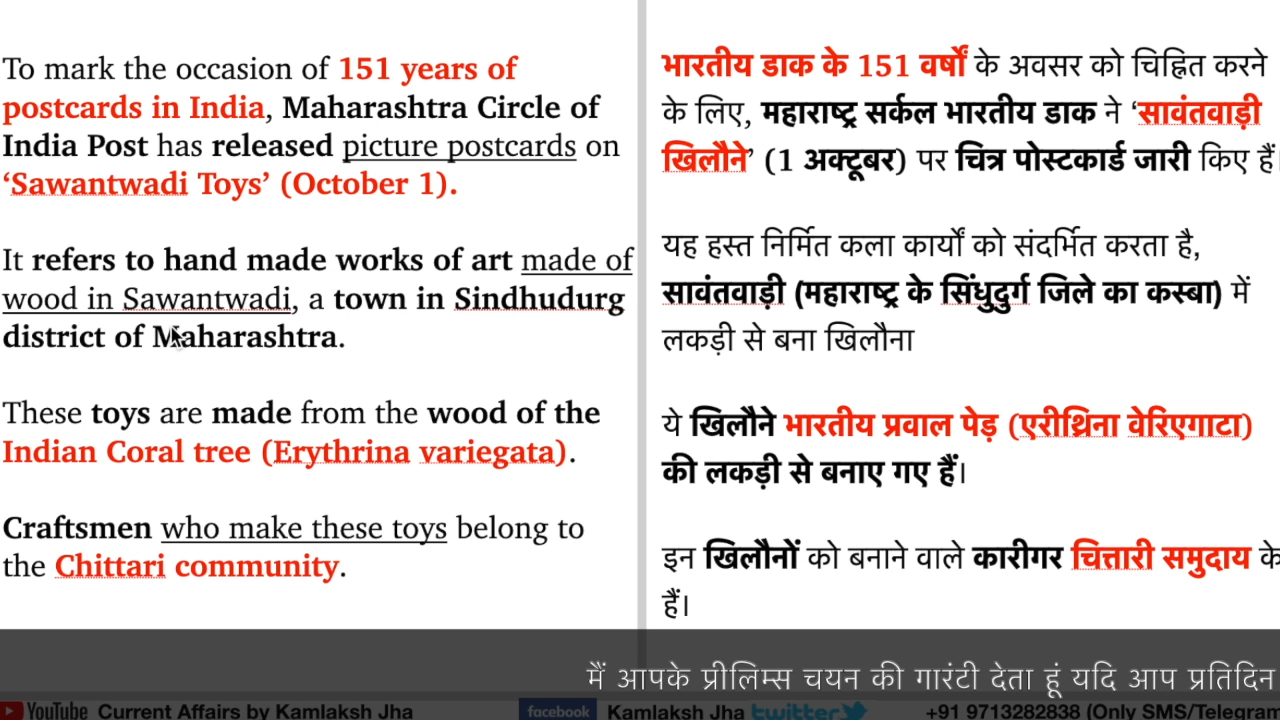 To mark the occasion of 151 years of
postcards in India, Maharashtra Circle of
India Post has released picture postcards on
‘Sawantwadi Toys’ (October 1).
It refers to hand made works of art made of
wood in Sawantwadi, a town in Sindhudurg
district of Maharashtra.
These toys are made from the wood of the
Indian Coral tree (Erythrina variegata).
Craftsmen who make these toys belong to
the Chittari community.
भारतीय डाक के 151 वर्षों के अवसर को चिह्नित करने
के लिए, महाराष्ट्र सर्कल भारतीय डाक ने ‘सावंतवाड़ी
खिलौने’ (1 अक्टूबर) पर चित्र पोस्टकार्ड जारी किए हैं।
यह हस्त निर्मित कला कार्यों को संदर्भित करता है,
सावंतवाड़ी (महाराष्ट्र के सिंधुदुर्ग जिले का कस्बा) में
लकड़ी से बना खिलौना
ये खिलौने भारतीय प्रवाल पेड़ (एरीथ्रिना वेरिएगाटा)
की लकड़ी से बनाए गए हैं।
इन खिलौनों को बनाने वाले कारीगर चित्तारी समुदाय के
हैं।
मैं आपके प्रीलिम्स चयन की गारंटी देता हूं यदि आप प्रतिदिन
YouTube Current Affairs by Kamlaksh Jha facebook Kamlaksh Jha twitter +91 9713282838 (Only SMS/Telegram